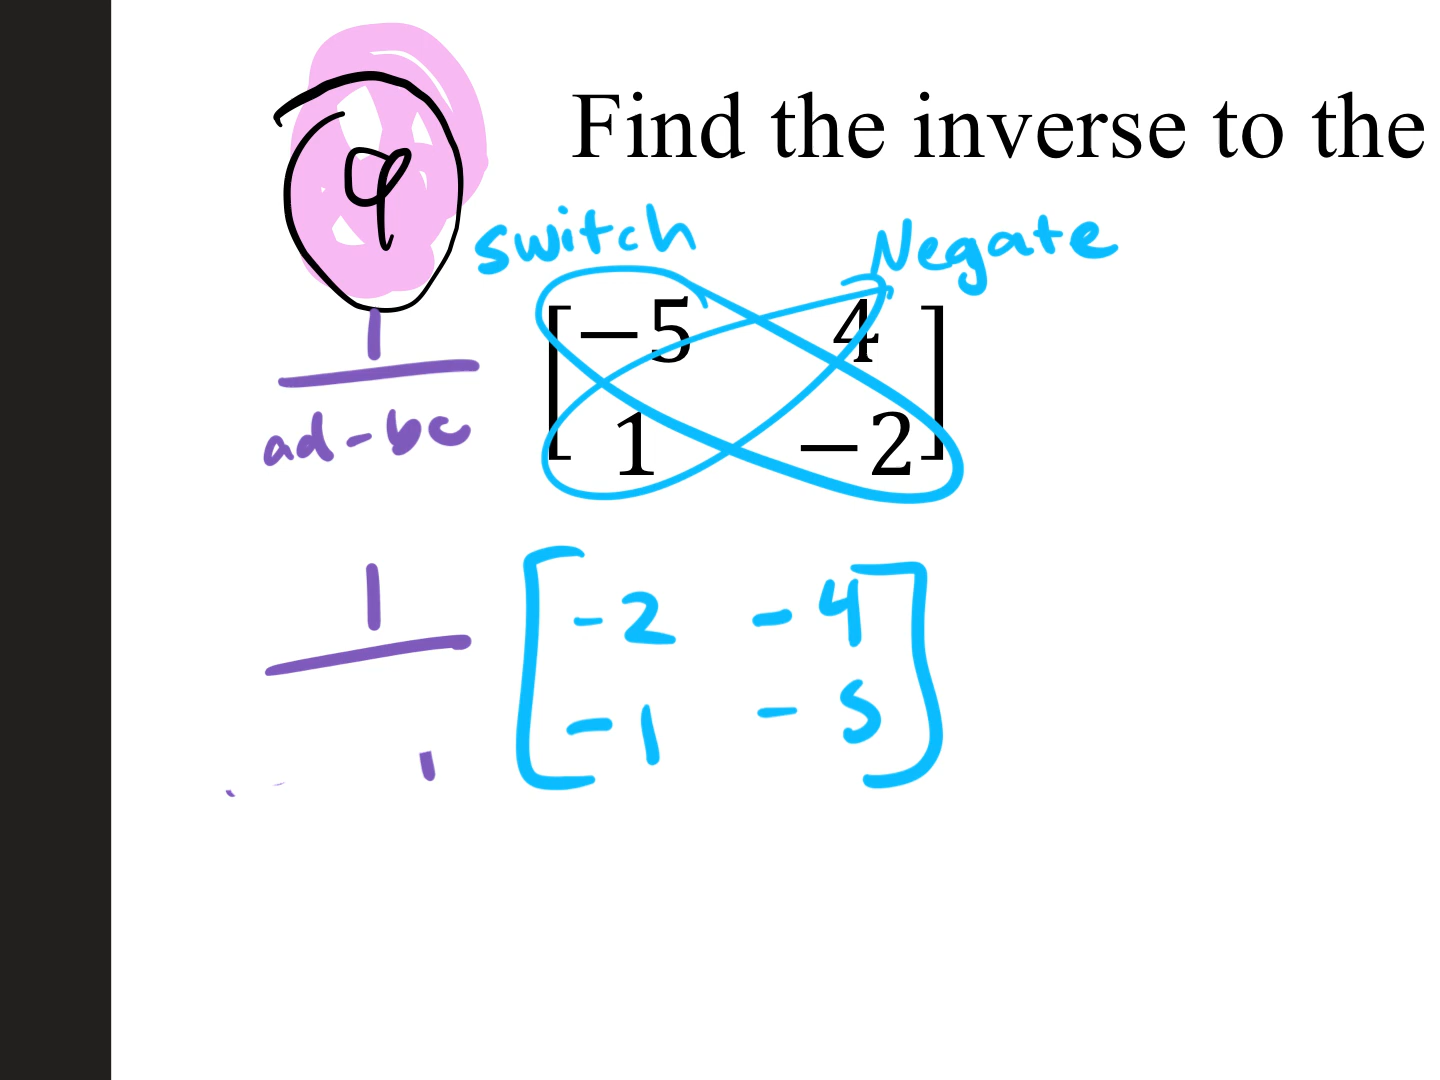 9
Find the inverse to the
switch
Negate
1
ad-bc
−5 4
1 −2
1
-2 -4
-1 -5